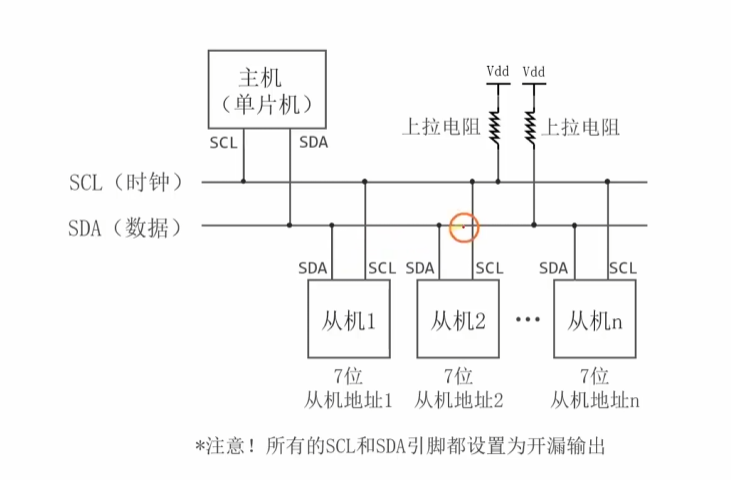 主机
（单片机）
SCL
SDA
Vdd
Vdd
上拉电阻
上拉电阻
SCL（时钟）
SDA（数据）
SDA
SCL
SDA
SCL
SDA
SCL
从机1
从机2
•••
从机n
7位
从机地址1
7位
从机地址2
7位
从机地址n
*注意！所有的SCL和SDA引脚都设置为开漏输出